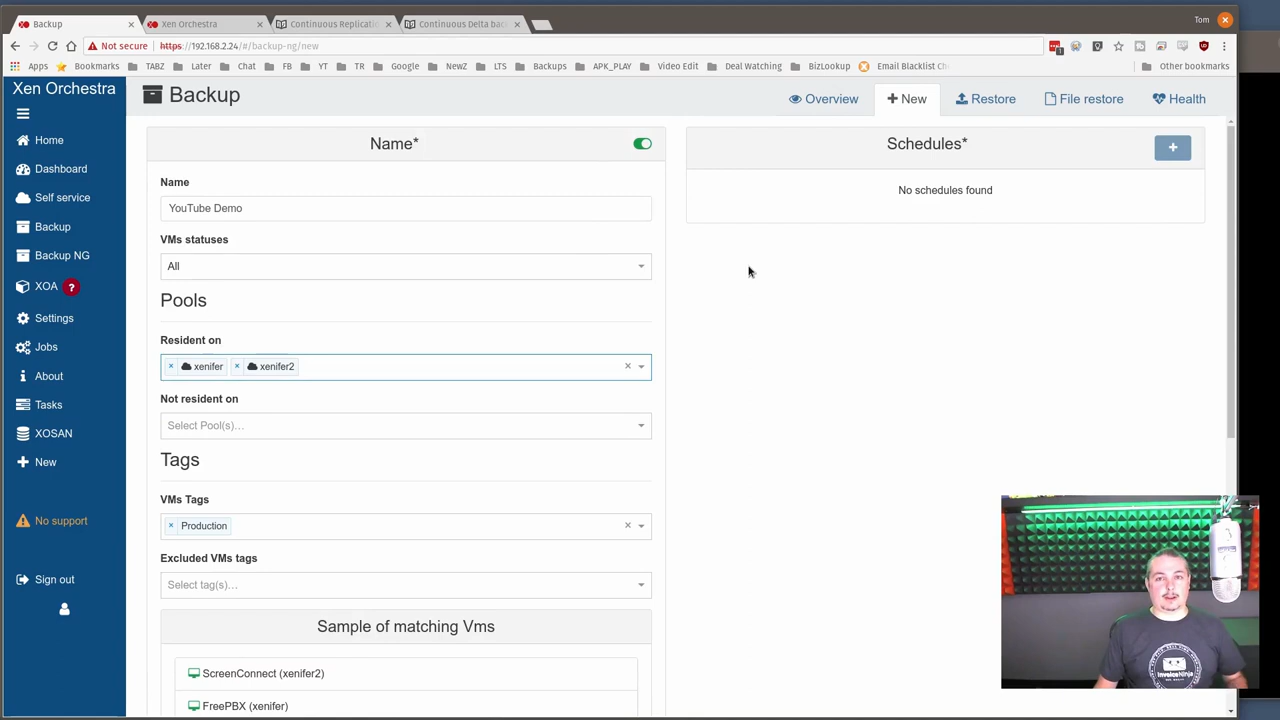 Backup
Xen Orchestra
Continuous Replicatio
Continuous Delta bac
Tom
Not secure
https://192.168.2.24/#/backup-ng/new
Apps
Bookmarks
TABZ
Later
Chat
FB
YT
TR
Google
NewZ
LTS
Backups
APK_PLAY
Video Edit
Deal Watching
BizLookup
Email Blacklist Che
Other bookmarks
Xen Orchestra
Home
Dashboard
Self service
Backup
Backup NG
XOA ?
Settings
Jobs
About
Tasks
XOSAN
New
No support
Sign out
Backup
Overview
New
Restore
File restore
Health
Name*
Name
YouTube Demo
VMs statuses
All
Pools
Resident on
× xenifer × xenifer2
Not resident on
Select Pool(s)...
Tags
VMs Tags
× Production
Excluded VMs tags
Select tag(s)...
Sample of matching Vms
ScreenConnect (xenifer2)
FreePBX (xenifer)
Schedules*
No schedules found
InvoiceNinja